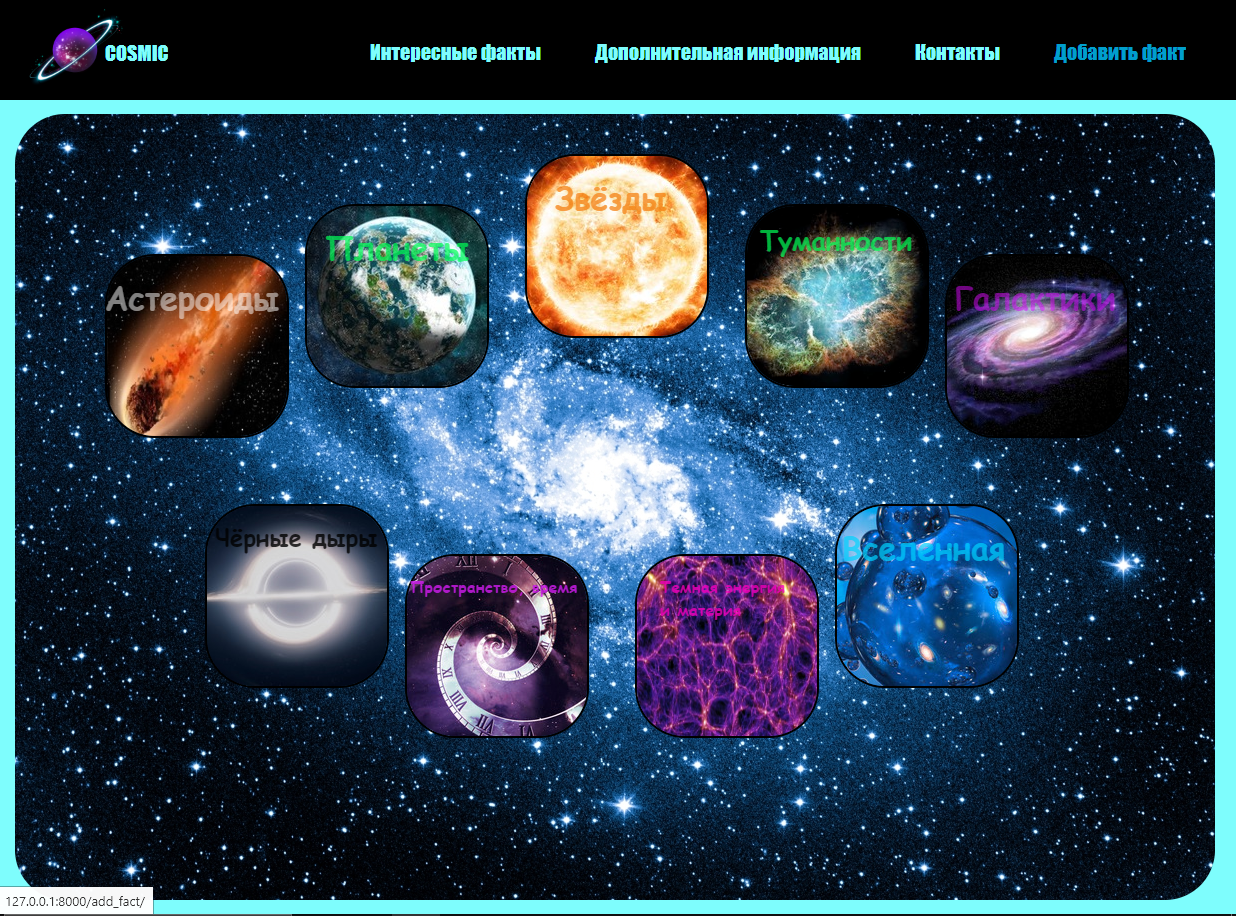 COSMIC
Интересные факты
Дополнительная информация
Контакты
Добавить факт
Звёзды
Планеты
Туманности
Астероиды
Галактики
Чёрные дыры
Вселенная
Пространство время
Темная энергия
и материя
127.0.0.1:8000/add_fact/